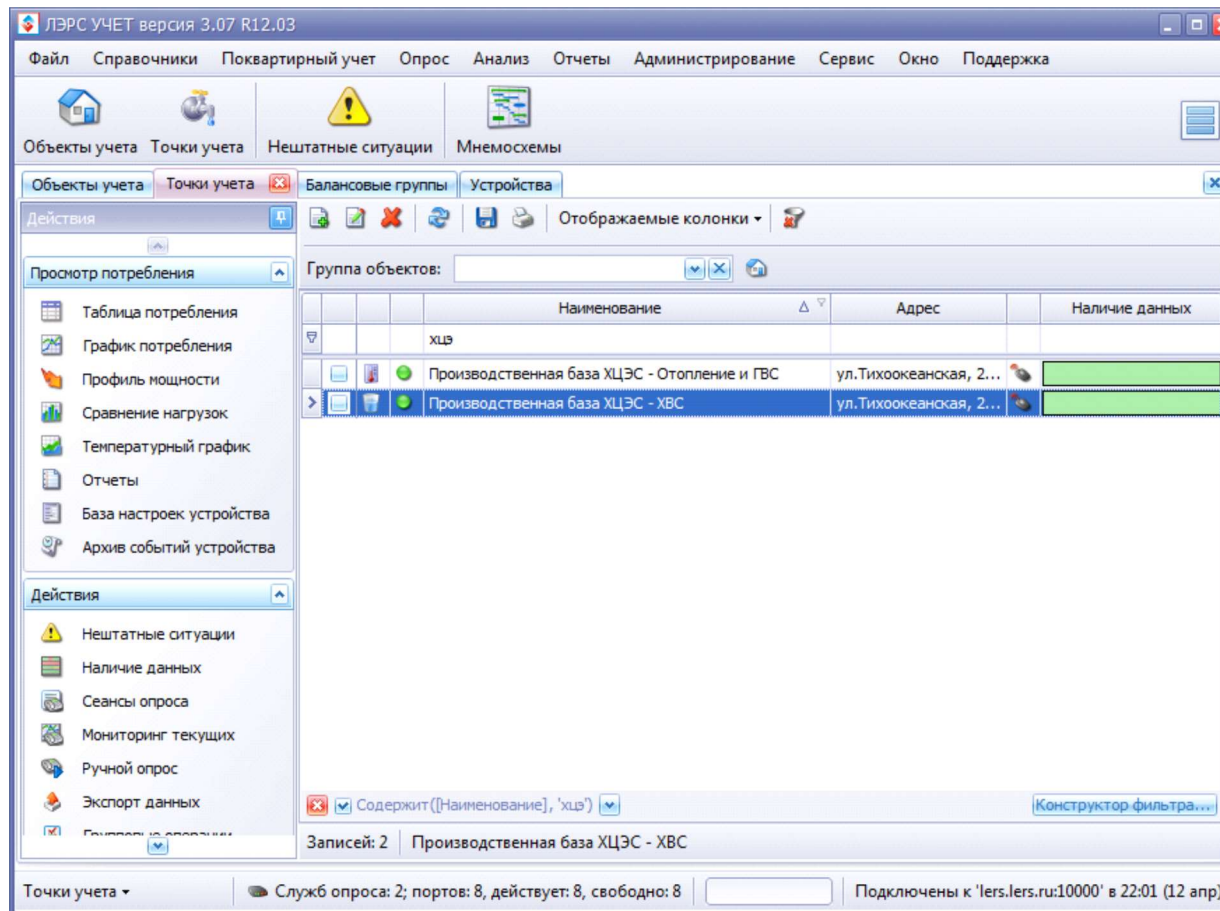 ЛЭРС УЧЕТ версия 3.07 R12.03
Файл Справочники Поквартирный учет Опрос Анализ Отчеты Администрирование Сервис Окно Поддержка
Объекты учета Точки учета Нештатные ситуации Мнемосхемы
Объекты учета Точки учета Балансовые группы Устройства
Действия
Отображаемые колонки
Просмотр потребления
Таблица потребления
График потребления
Профиль мощности
Сравнение нагрузок
Температурный график
Отчеты
База настроек устройства
Архив событий устройства
Действия
Нештатные ситуации
Наличие данных
Сеансы опроса
Мониторинг текущих
Ручной опрос
Экспорт данных
Групповые операции
Группа объектов:
Наименование Адрес Наличие данных
хцэ
Производственная база ХЦЭС - Отопление и ГВС ул.Тихоокеанская, 2...
Производственная база ХЦЭС - ХВС ул.Тихоокеанская, 2...
Содержит([Наименование], 'хцэ') Конструктор фильтра...
Записей: 2 Производственная база ХЦЭС - ХВС
Точки учета Служб опроса: 2; портов: 8, действует: 8, свободно: 8 Подключены к 'lers.lers.ru:10000' в 22:01 (12 апр)